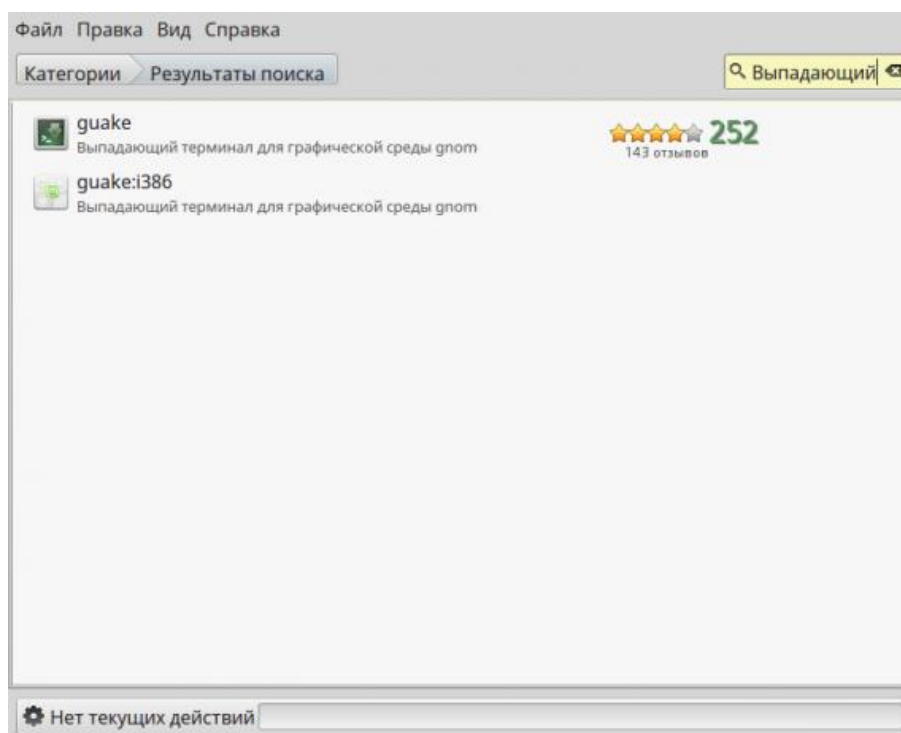 Файл Правка Вид Справка
Категории Результаты поиска Выпадающий
guake
Выпадающий терминал для графической среды gnom
252
143 отзывов
guake:i386
Выпадающий терминал для графической среды gnom
Нет текущих действий